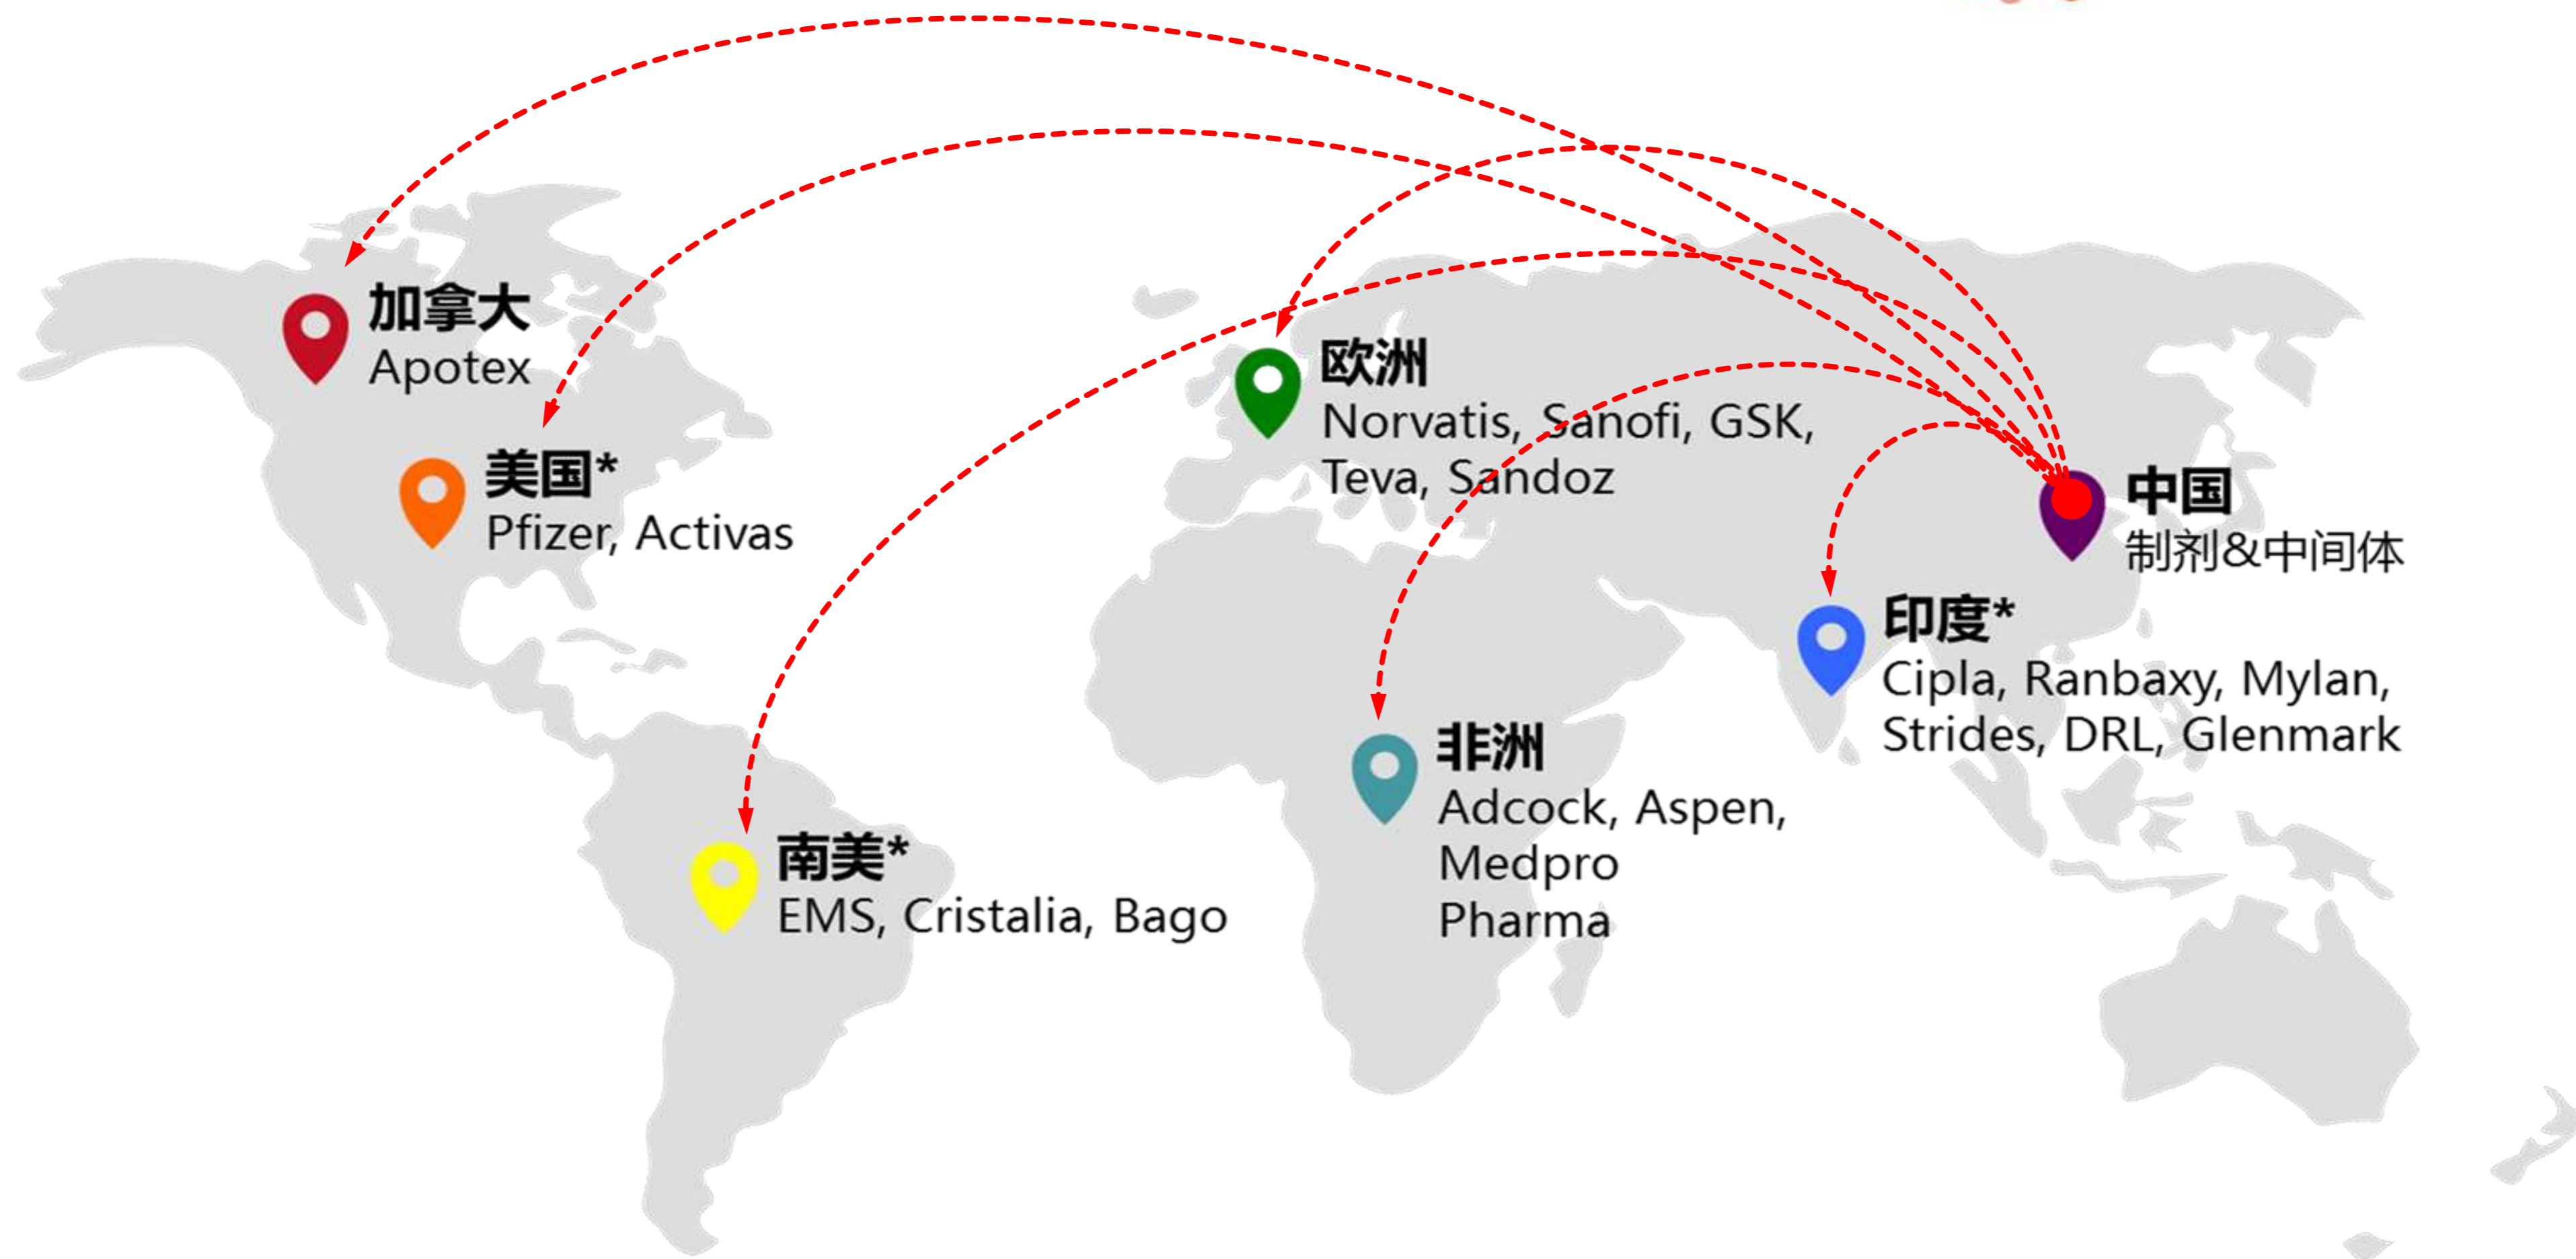 加拿大
Apotex
美国*
Pfizer, Activas
欧洲
Norvatis, Sanofi, GSK,
Teva, Sandoz
中国
制剂&中间体
印度*
Cipla, Ranbaxy, Mylan,
Strides, DRL, Glenmark
非洲
Adcock, Aspen,
Medpro
Pharma
南美*
EMS, Cristalia, Bago